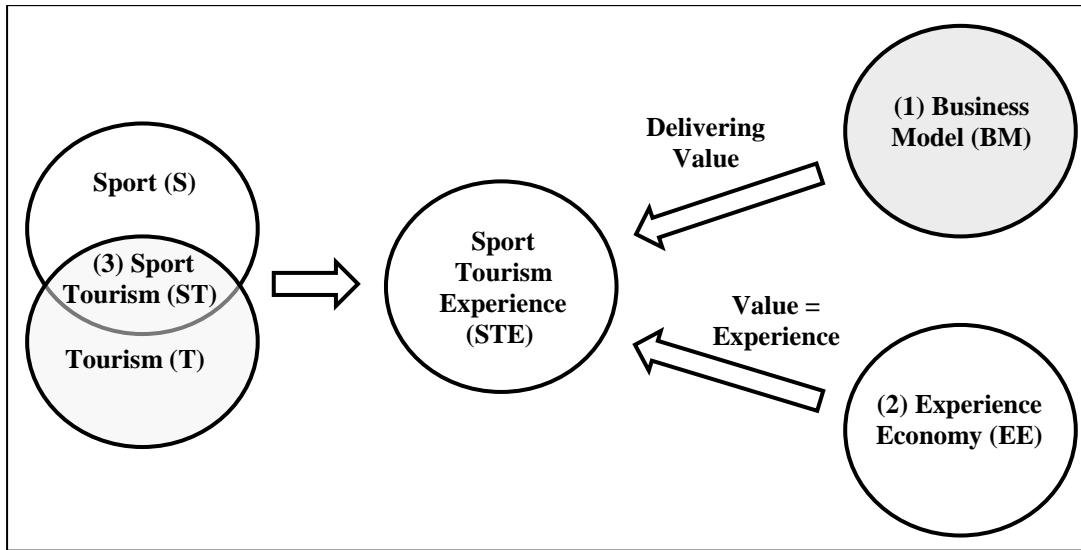 Sport (S)
(3) Sport
Tourism (ST)
Tourism (T)
Sport
Tourism
Experience
(STE)
Delivering
Value
Value =
Experience
(1) Business
Model (BM)
(2) Experience
Economy (EE)